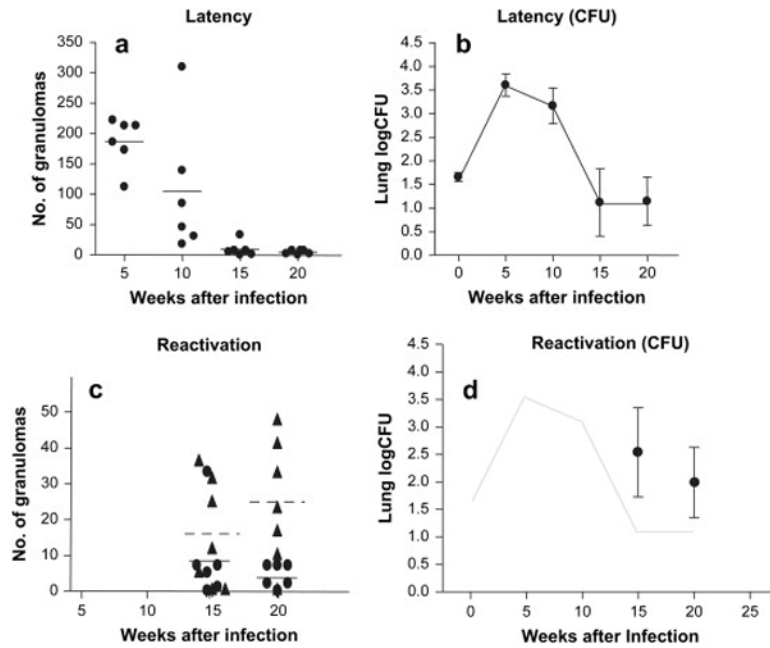 Latency
a
350
300
250
200
150
100
50
0
No. of granulomas
5 10 15 20
Weeks after infection
Latency (CFU)
b
4.5
4.0
3.5
3.0
2.5
2.0
1.5
1.0
0.5
0.0
Lung logCFU
0 5 10 15 20
Weeks after infection
Reactivation
c
50
40
30
20
10
0
No. of granulomas
5 10 15 20
Weeks after infection
Reactivation (CFU)
d
4.5
4.0
3.5
3.0
2.5
2.0
1.5
1.0
0.5
0.0
Lung logCFU
0 5 10 15 20 25
Weeks after Infection